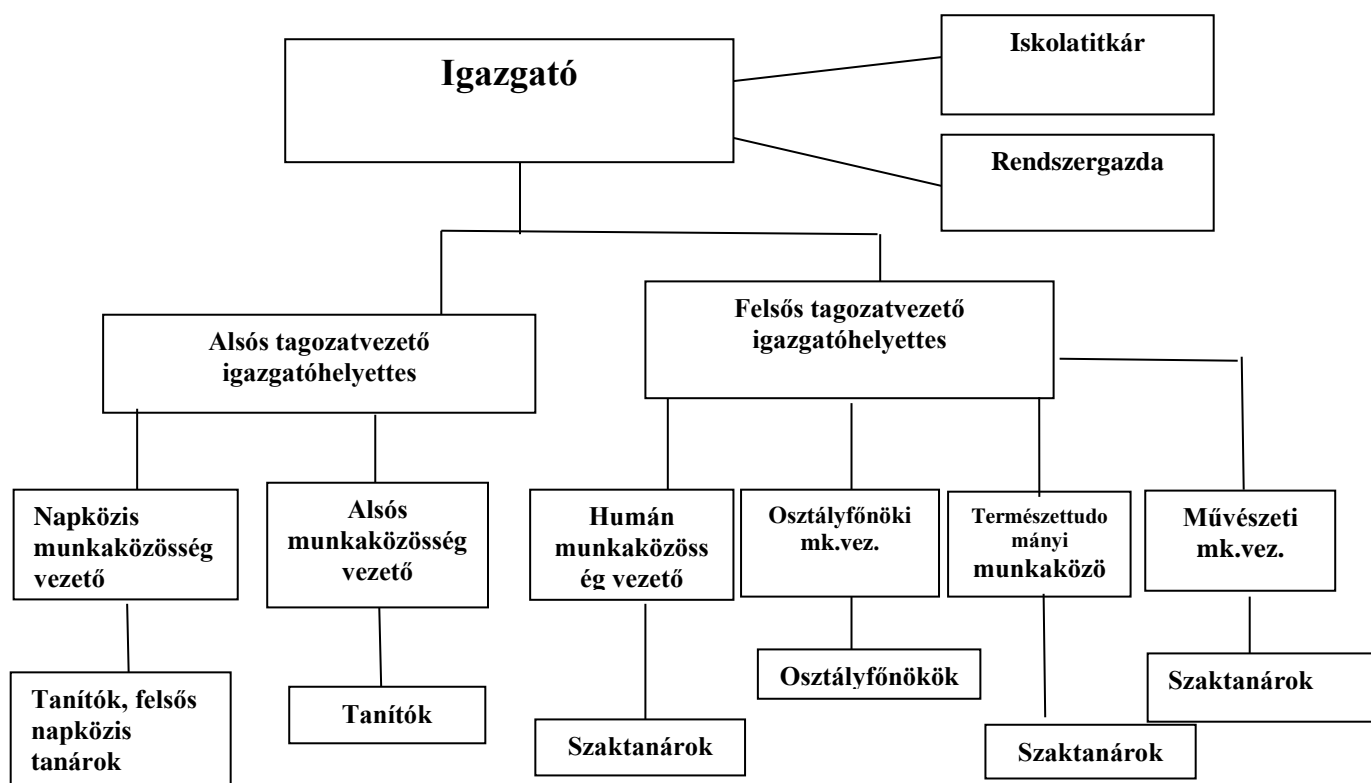 Igazgató
Iskolatitkár
Rendszergazda
Alsós tagozatvezető
igazgatóhelyettes
Felsős tagozatvezető
igazgatóhelyettes
Napközis
munkaközösség
vezető
Alsós
munkaközösség
vezető
Humán
munkaközöss
ég vezető
Osztályfőnöki
mk.vez.
Természettudo
mányi
munkaközö
Művészeti
mk.vez.
Tanítók, felsős
napközis
tanárok
Tanítók
Szaktanárok
Osztályfőnökök
Szaktanárok
Szaktanárok